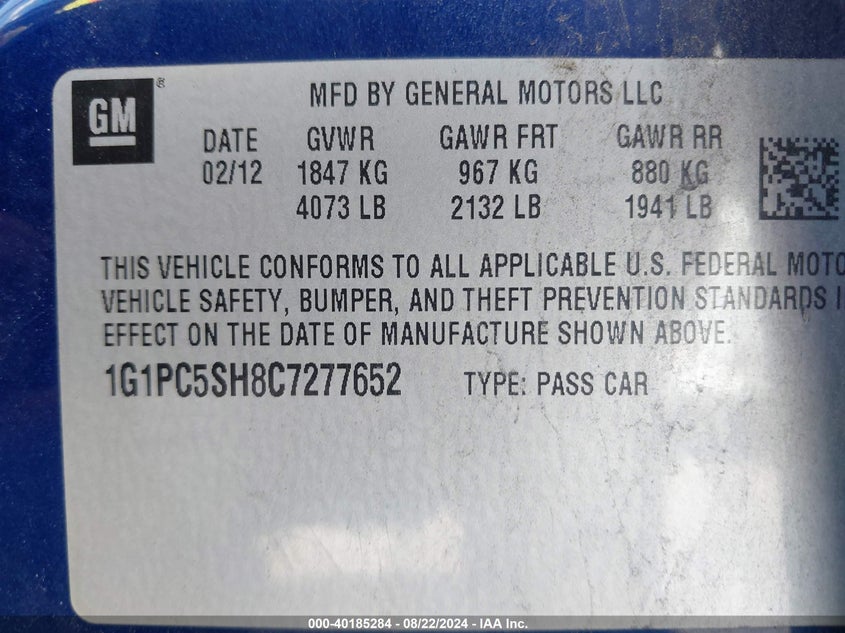 GM®
MFD BY GENERAL MOTORS LLC
DATE GVWR GAWR FRT GAWR RR
02/12 1847 KG 967 KG 880 KG
4073 LB 2132 LB 1941 LB
THIS VEHICLE CONFORMS TO ALL APPLICABLE U.S. FEDERAL MOTO
VEHICLE SAFETY, BUMPER, AND THEFT PREVENTION STANDARDS I
EFFECT ON THE DATE OF MANUFACTURE SHOWN ABOVE.
1G1PC5SH8C7277652 TYPE: PASS CAR
000-40185284 - 08/22/2024 - IAA Inc.